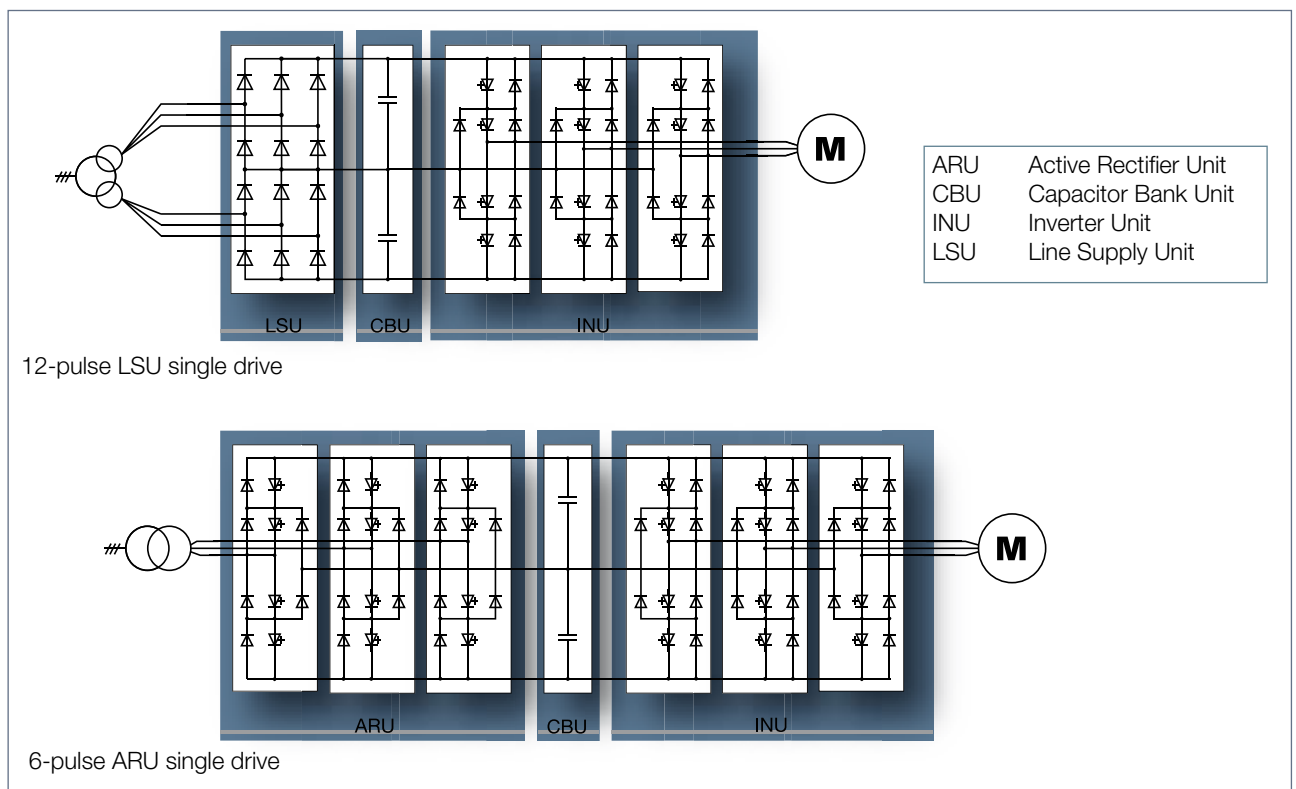 LSU CBU INU
M
ARU Active Rectifier Unit
CBU Capacitor Bank Unit
INU Inverter Unit
LSU Line Supply Unit
12-pulse LSU single drive
ARU CBU INU
M
6-pulse ARU single drive